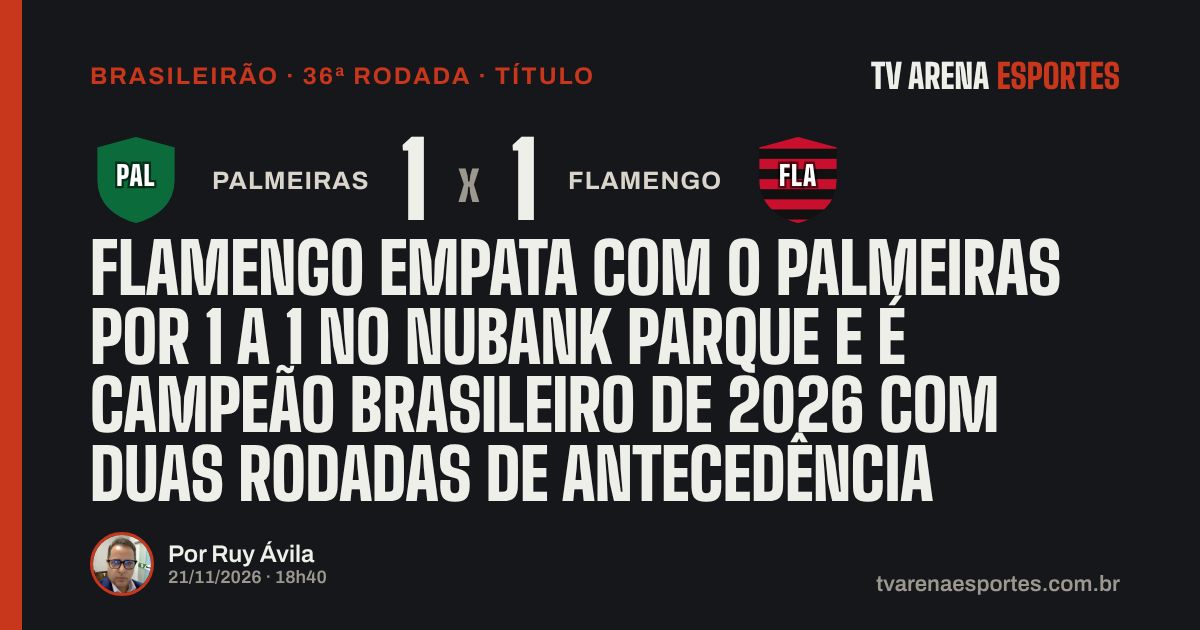 BRASILEIRÃO · 36ª RODADA · TÍTULO
TV ARENA ESPORTES
PAL PALMEIRAS 1 x 1 FLAMENGO FLA
FLAMENGO EMPATA COM O PALMEIRAS
POR 1 A 1 NO NUBANK PARQUE E É
CAMPEÃO BRASILEIRO DE 2026 COM
DUAS RODADAS DE ANTECEDÊNCIA
Por Ruy Ávila
21/11/2026 · 18h40
tvarenaesportes.com.br